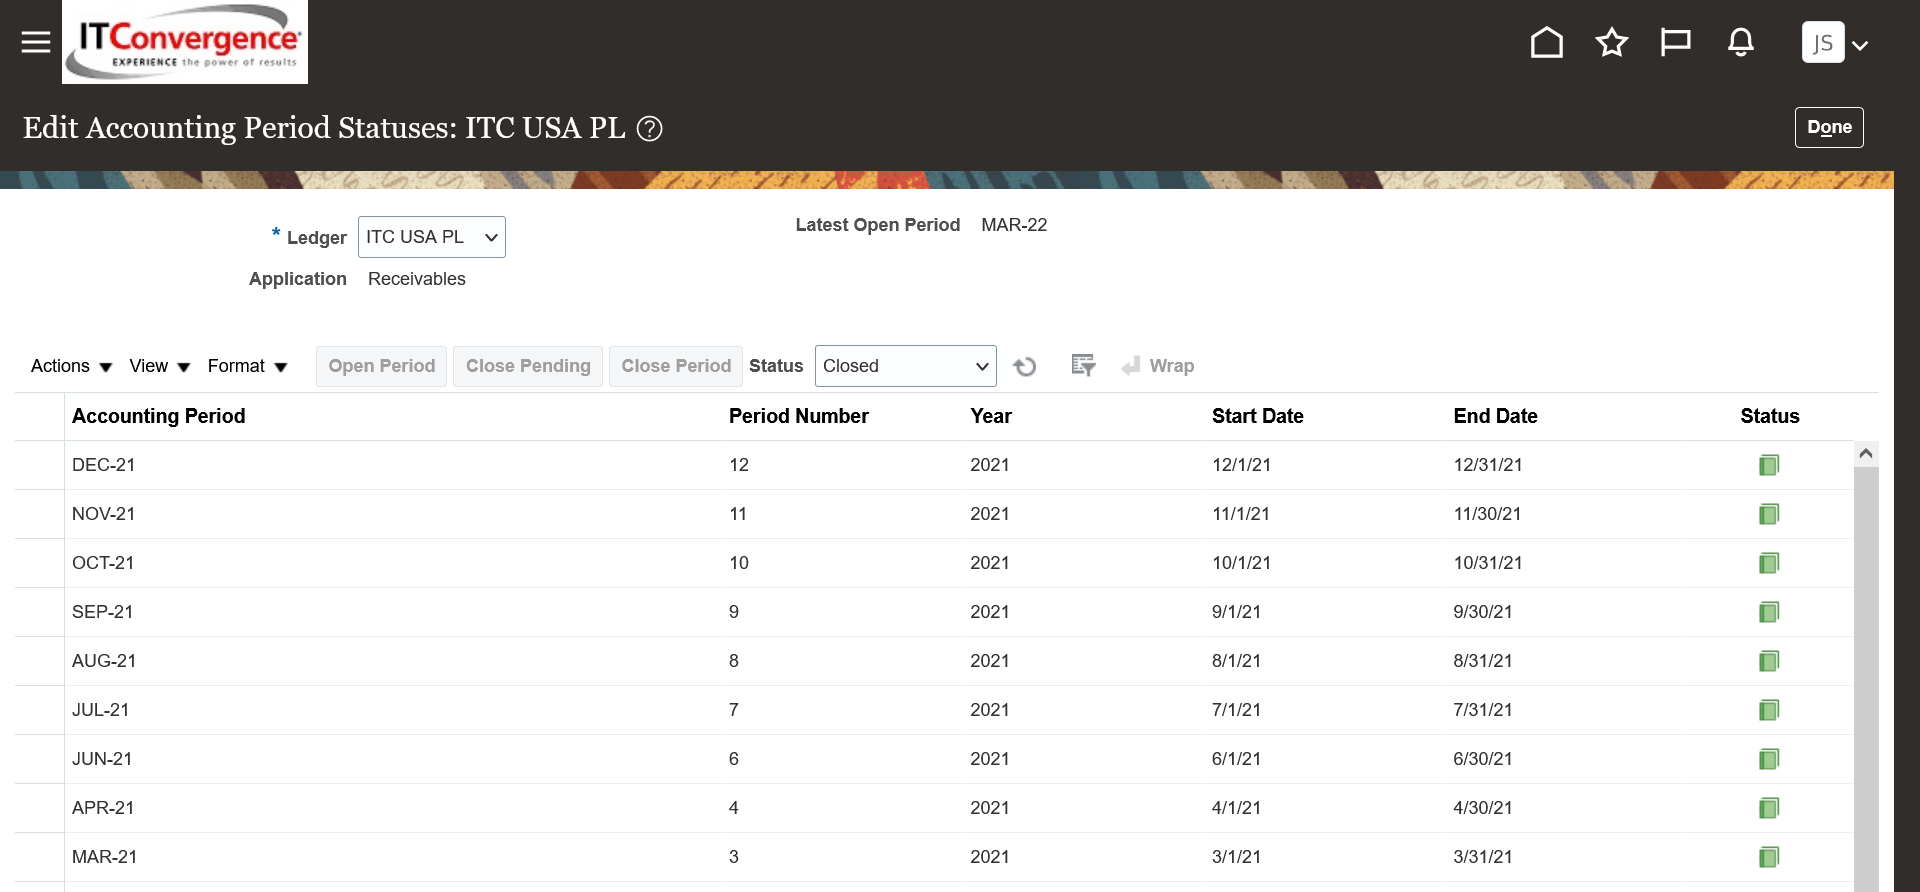 ITConvergence
EXPERIENCE the power of results
JS
Edit Accounting Period Statuses: ITC USA PL ?
Done
* Ledger ITC USA PL
Latest Open Period MAR-22
Application Receivables
Actions View Format Open Period Close Pending Close Period Status Closed Wrap
Accounting Period Period Number Year Start Date End Date Status
DEC-21 12 2021 12/1/21 12/31/21
NOV-21 11 2021 11/1/21 11/30/21
OCT-21 10 2021 10/1/21 10/31/21
SEP-21 9 2021 9/1/21 9/30/21
AUG-21 8 2021 8/1/21 8/31/21
JUL-21 7 2021 7/1/21 7/31/21
JUN-21 6 2021 6/1/21 6/30/21
APR-21 4 2021 4/1/21 4/30/21
MAR-21 3 2021 3/1/21 3/31/21